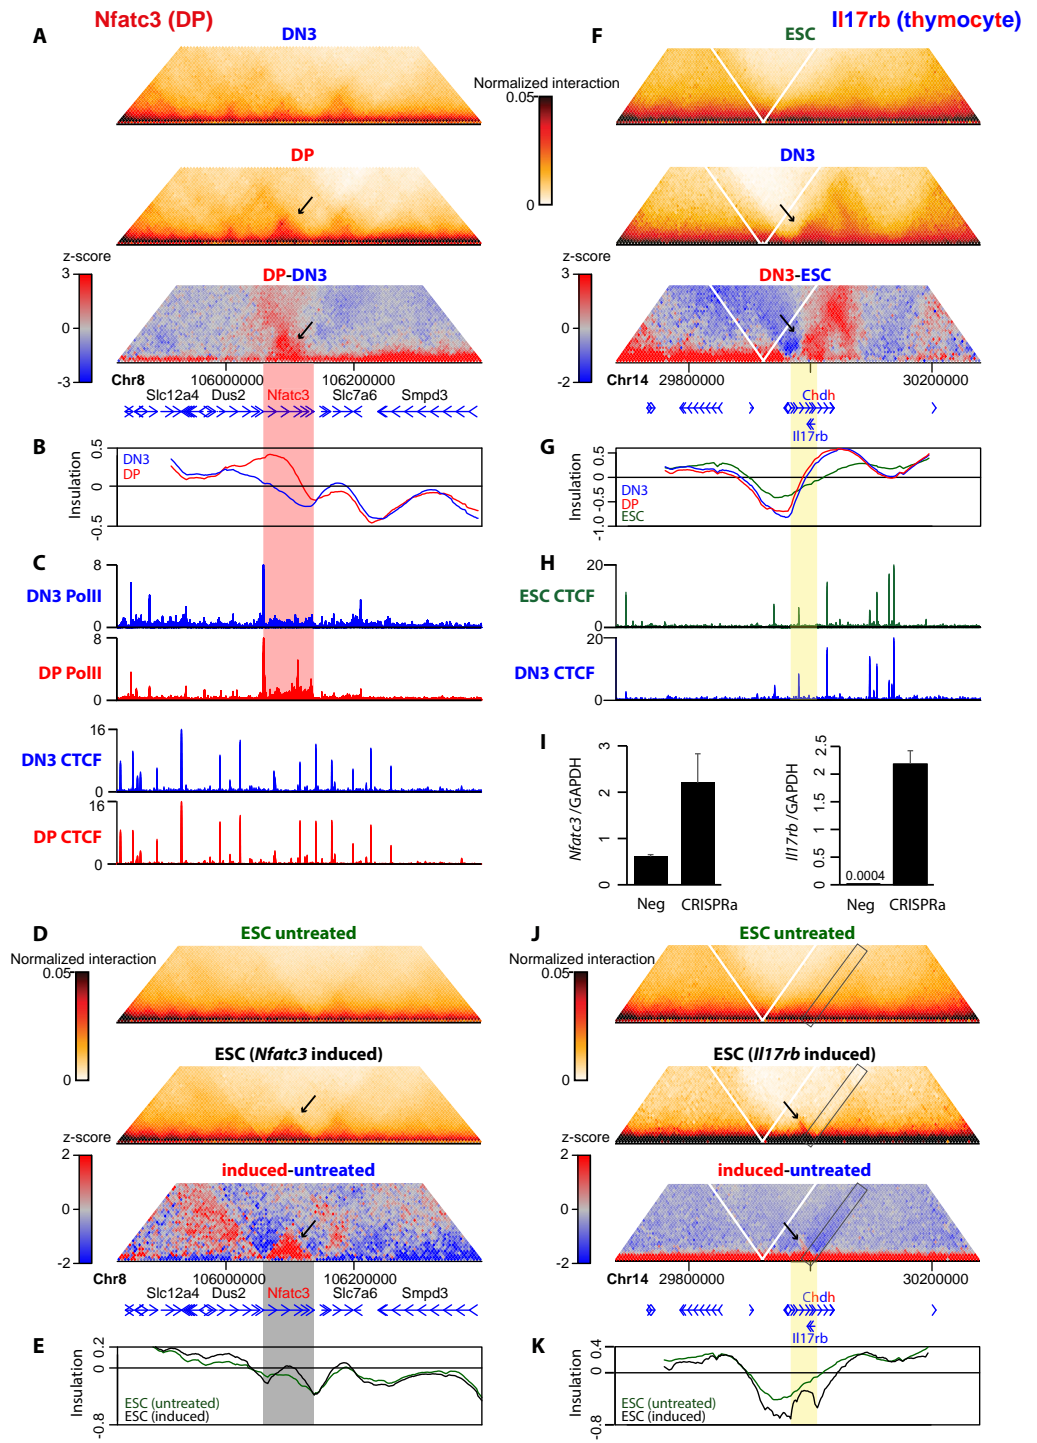 Nfatc3 (DP)
Il17rb (thymocyte)
A
DN3
Normalized interaction
0.05
0
DP
z-score
3
0
-3
DP-DN3
Chr8
106000000
106200000
Slc12a4
Dus2
Nfatc3
Slc7a6
Smpd3
B
Insulation
0.5
0
-0.5
DN3
DP
C
8
DN3 PolII
0
8
DP PolII
0
16
DN3 CTCF
0
16
DP CTCF
0
D
ESC untreated
Normalized interaction
0.05
0
ESC (Nfatc3 induced)
z-score
2
0
-2
induced-untreated
Chr8
106000000
106200000
Slc12a4
Dus2
Nfatc3
Slc7a6
Smpd3
E
Insulation
0.2
0
-0.8
ESC (untreated)
ESC (induced)
F
ESC
DN3
z-score
3
0
-2
DN3-ESC
Chr14
29800000
30200000
Chdh
Il17rb
G
Insulation
0.5
0
-0.5
-1.0
DN3
DP
ESC
H
20
ESC CTCF
0
20
DN3 CTCF
0
I
Nfatc3 /GAPDH
3
2
1
0
Neg
CRISPRa
Il17rb /GAPDH
2.5
2
1.5
1
0.5
0
0.0004
Neg
CRISPRa
J
ESC untreated
Normalized interaction
0.05
0
ESC (Il17rb induced)
z-score
2
0
-2
induced-untreated
Chr14
29800000
30200000
Chdh
Il17rb
K
Insulation
0.4
0
-0.8
ESC (untreated)
ESC (induced)